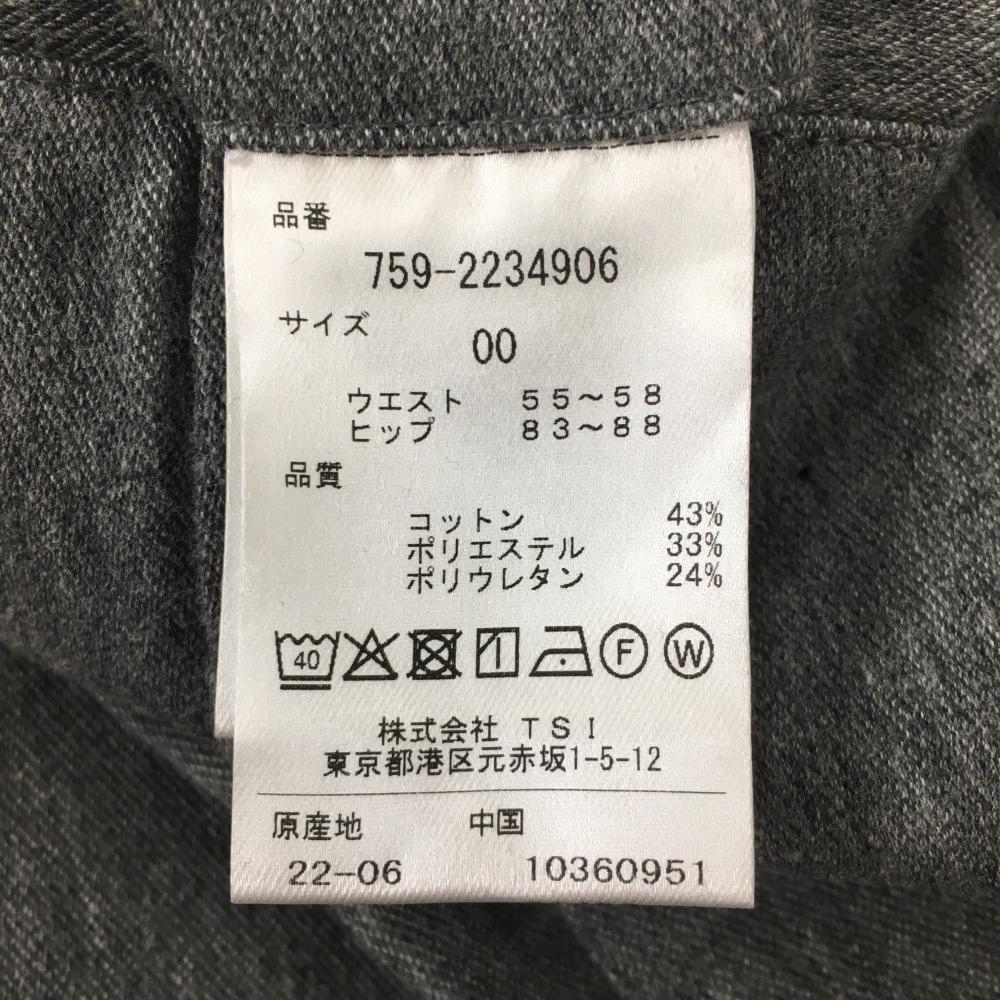 品番
759-2234906
サイズ
00
ウエスト 55～58
ヒップ 83～88
品質
コットン 43%
ポリエステル 33%
ポリウレタン 24%
40 F W
株式会社 TSI
東京都港区元赤坂1-5-12
原産地 中国
22-06 10360951